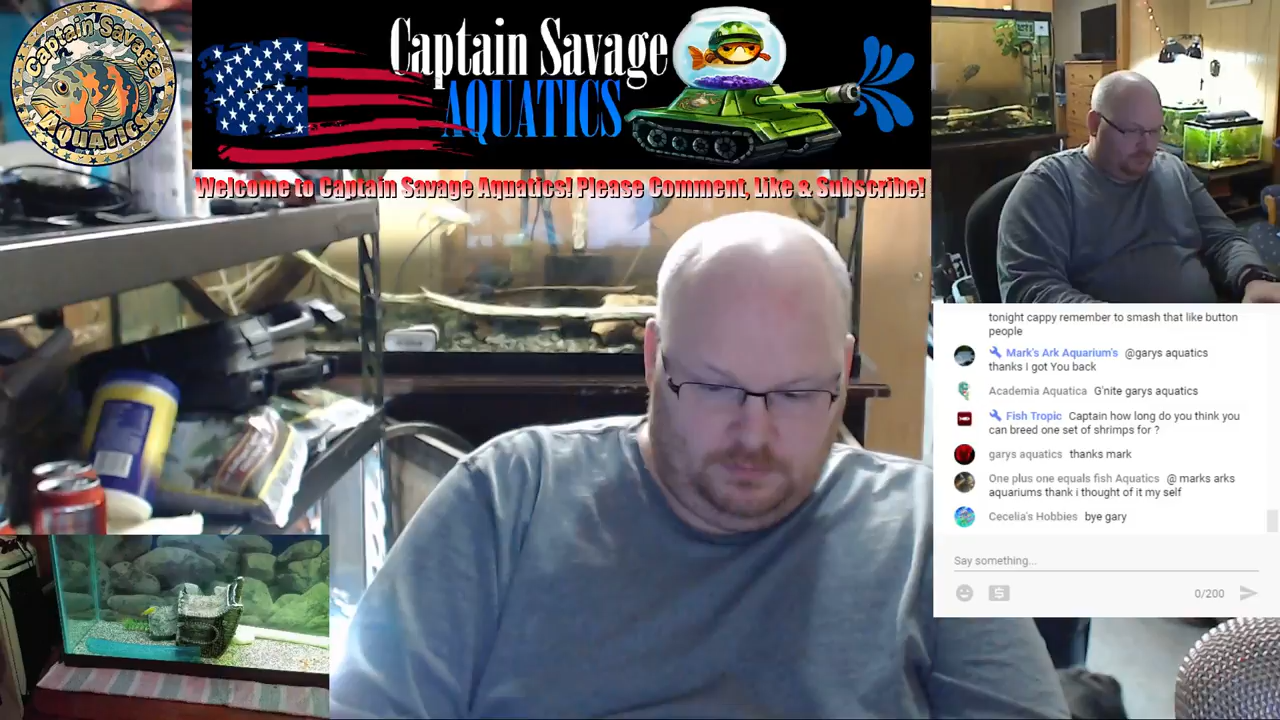 Captain Savage
AQUATICS
Captain Savage
AQUATICS
Welcome to Captain Savage Aquatics! Please Comment, Like & Subscribe!
tonight cappy remember to smash that like button
people
Mark's Ark Aquarium's @garys aquatics
thanks I got You back
Academia Aquatica G'nite garys aquatics
Fish Tropic Captain how long do you think you
can breed one set of shrimps for ?
garys aquatics thanks mark
One plus one equals fish Aquatics @ marks arks
aquariums thank i thought of it my self
Cecelia's Hobbies bye gary
Say something...
0/200